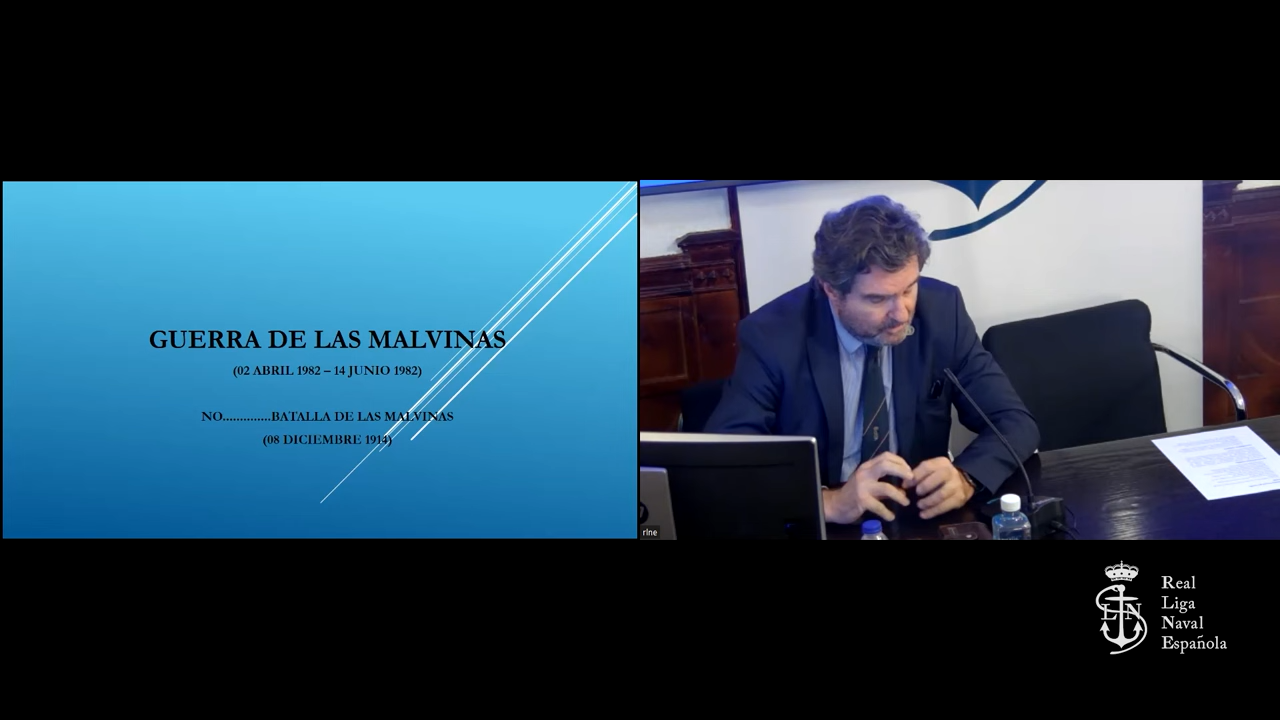 GUERRA DE LAS MALVINAS
(02 ABRIL 1982 – 14 JUNIO 1982)
NO..............BATALLA DE LAS MALVINAS
(08 DICIEMBRE 1914)
rlne
LN
Real
Liga
Naval
Española